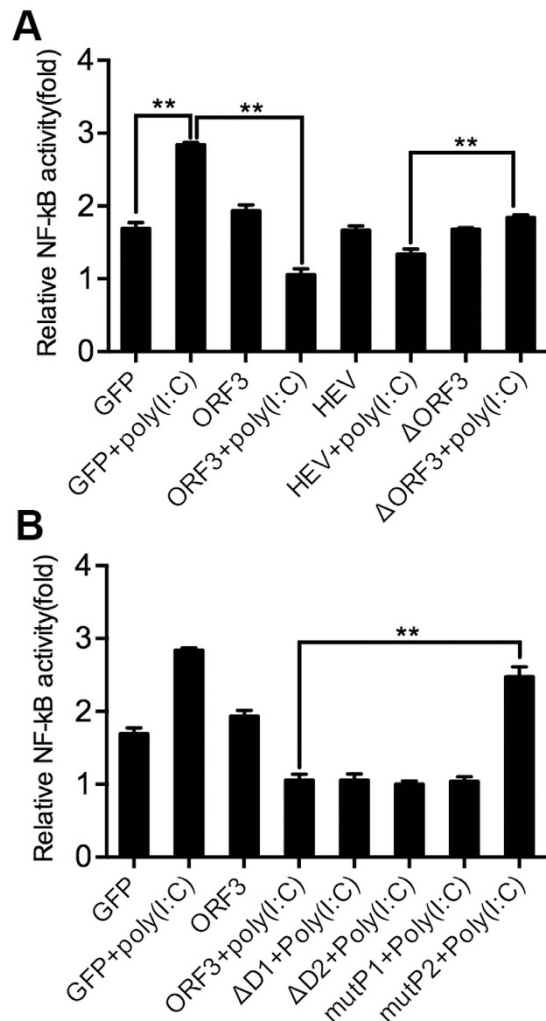 A
Relative NF-kB activity(fold)
4
3
2
1
0
**
**
**
GFP
GFP+poly(I:C)
ORF3
ORF3+poly(I:C)
HEV
HEV+poly(I:C)
ΔORF3
ΔORF3+poly(I:C)
B
Relative NF-kB activity(fold)
4
3
2
1
0
**
GFP
GFP+poly(I:C)
ORF3
ORF3+poly(I:C)
ΔD1+Poly(I:C)
ΔD2+Poly(I:C)
mutP1+Poly(I:C)
mutP2+Poly(I:C)